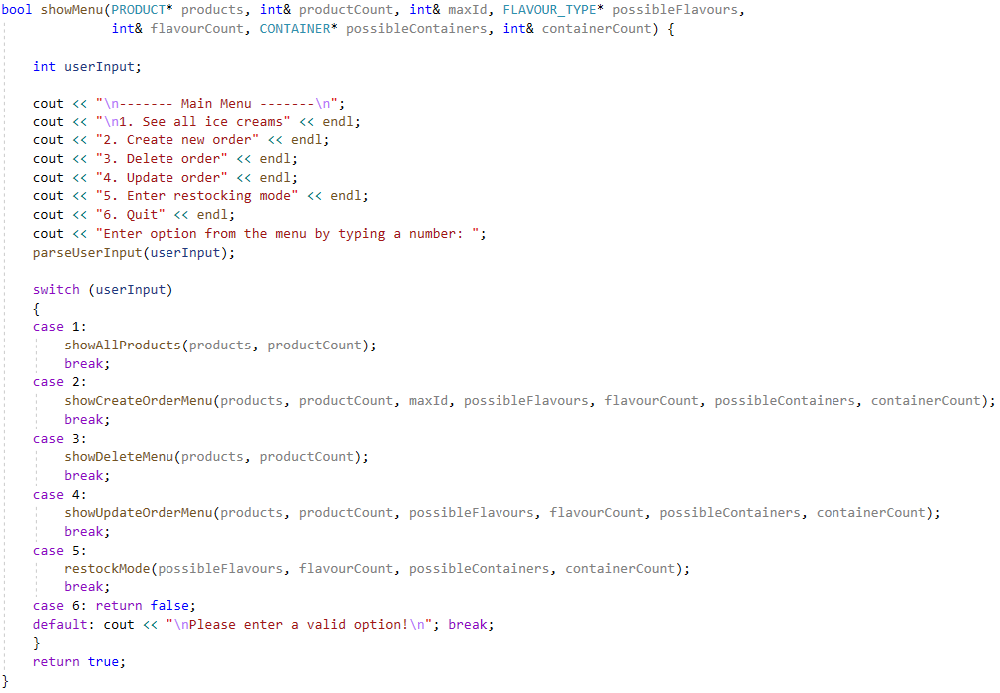 bool showMenu(PRODUCT* products, int& productCount, int& maxId, FLAVOUR_TYPE* possibleFlavours,
              int& flavourCount, CONTAINER* possibleContainers, int& containerCount) {

    int userInput;

    cout << "\n------- Main Menu -------\n";
    cout << "\n1. See all ice creams" << endl;
    cout << "2. Create new order" << endl;
    cout << "3. Delete order" << endl;
    cout << "4. Update order" << endl;
    cout << "5. Enter restocking mode" << endl;
    cout << "6. Quit" << endl;
    cout << "Enter option from the menu by typing a number: ";
    parseUserInput(userInput);

    switch (userInput)
    {
    case 1:
        showAllProducts(products, productCount);
        break;
    case 2:
        showCreateOrderMenu(products, productCount, maxId, possibleFlavours, flavourCount, possibleContainers, containerCount);
        break;
    case 3:
        showDeleteMenu(products, productCount);
        break;
    case 4:
        showUpdateOrderMenu(products, productCount, possibleFlavours, flavourCount, possibleContainers, containerCount);
        break;
    case 5:
        restockMode(possibleFlavours, flavourCount, possibleContainers, containerCount);
        break;
    case 6: return false;
    default: cout << "\nPlease enter a valid option!\n"; break;
    }
    return true;
}